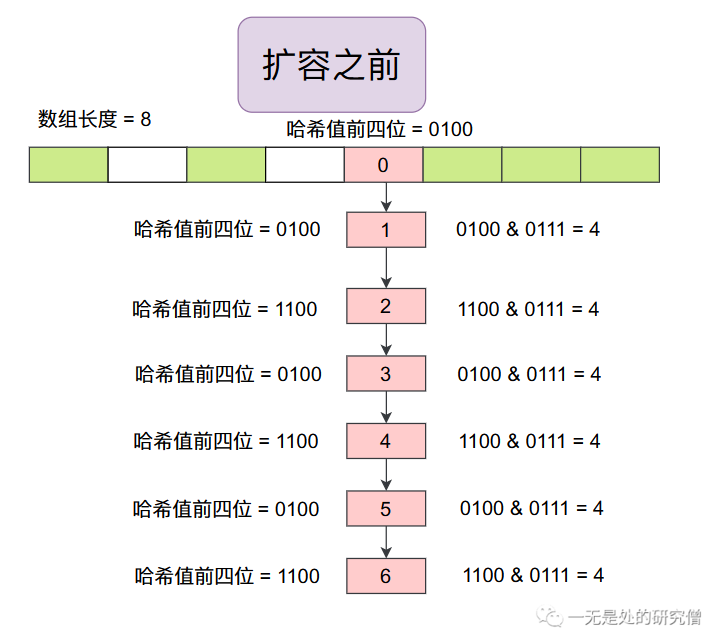 扩容之前
数组长度 = 8
哈希值前四位 = 0100
0
哈希值前四位 = 0100 1 0100 & 0111 = 4
哈希值前四位 = 1100 2 1100 & 0111 = 4
哈希值前四位 = 0100 3 0100 & 0111 = 4
哈希值前四位 = 1100 4 1100 & 0111 = 4
哈希值前四位 = 0100 5 0100 & 0111 = 4
哈希值前四位 = 1100 6 1100 & 0111 = 4
一无是处的研究僧